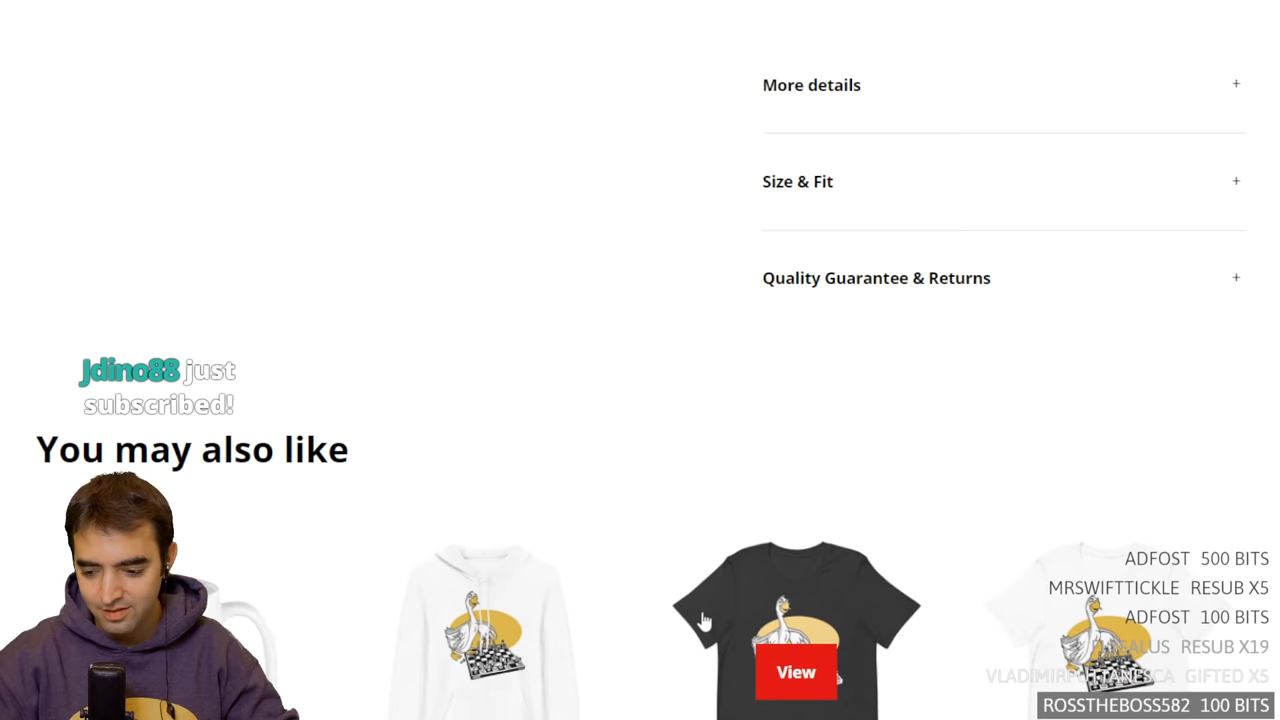 More details +
Size & Fit +
Quality Guarantee & Returns +
Jdino88 just
subscribed!
You may also like
View
ADFOST 500 BITS
MRSWIFTTICKLE RESUB X5
ADFOST 100 BITS
RESUB X19
GIFTED X5
ROSSTHEBOSS582 100 BITS